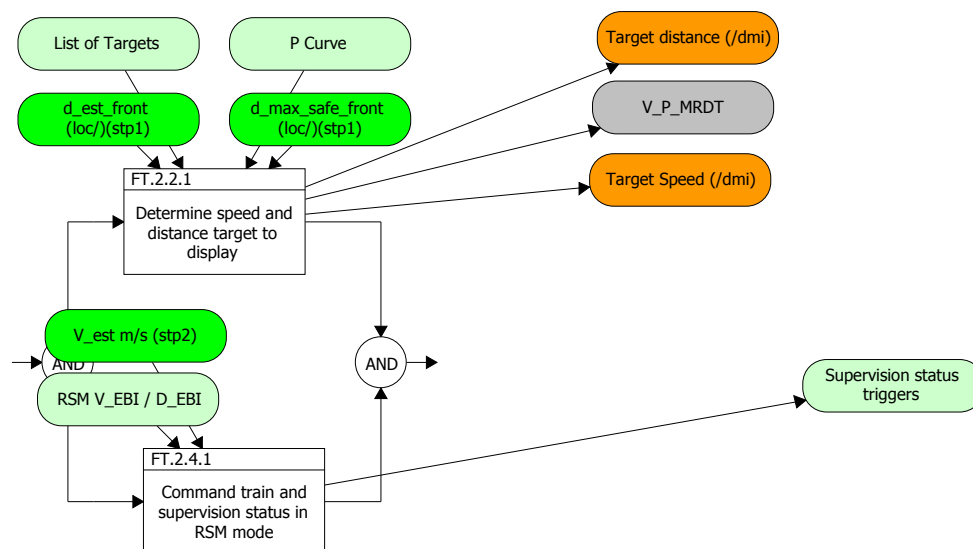 List of Targets
P Curve
Target distance (/dmi)
d_est_front
(loc/)(stp1)
d_max_safe_front
(loc/)(stp1)
V_P_MRDT
FT.2.2.1
Determine speed and
distance target to
display
Target Speed (/dmi)
V_est m/s (stp2)
AND
AND
RSM V_EBI / D_EBI
Supervision status
triggers
FT.2.4.1
Command train and
supervision status in
RSM mode